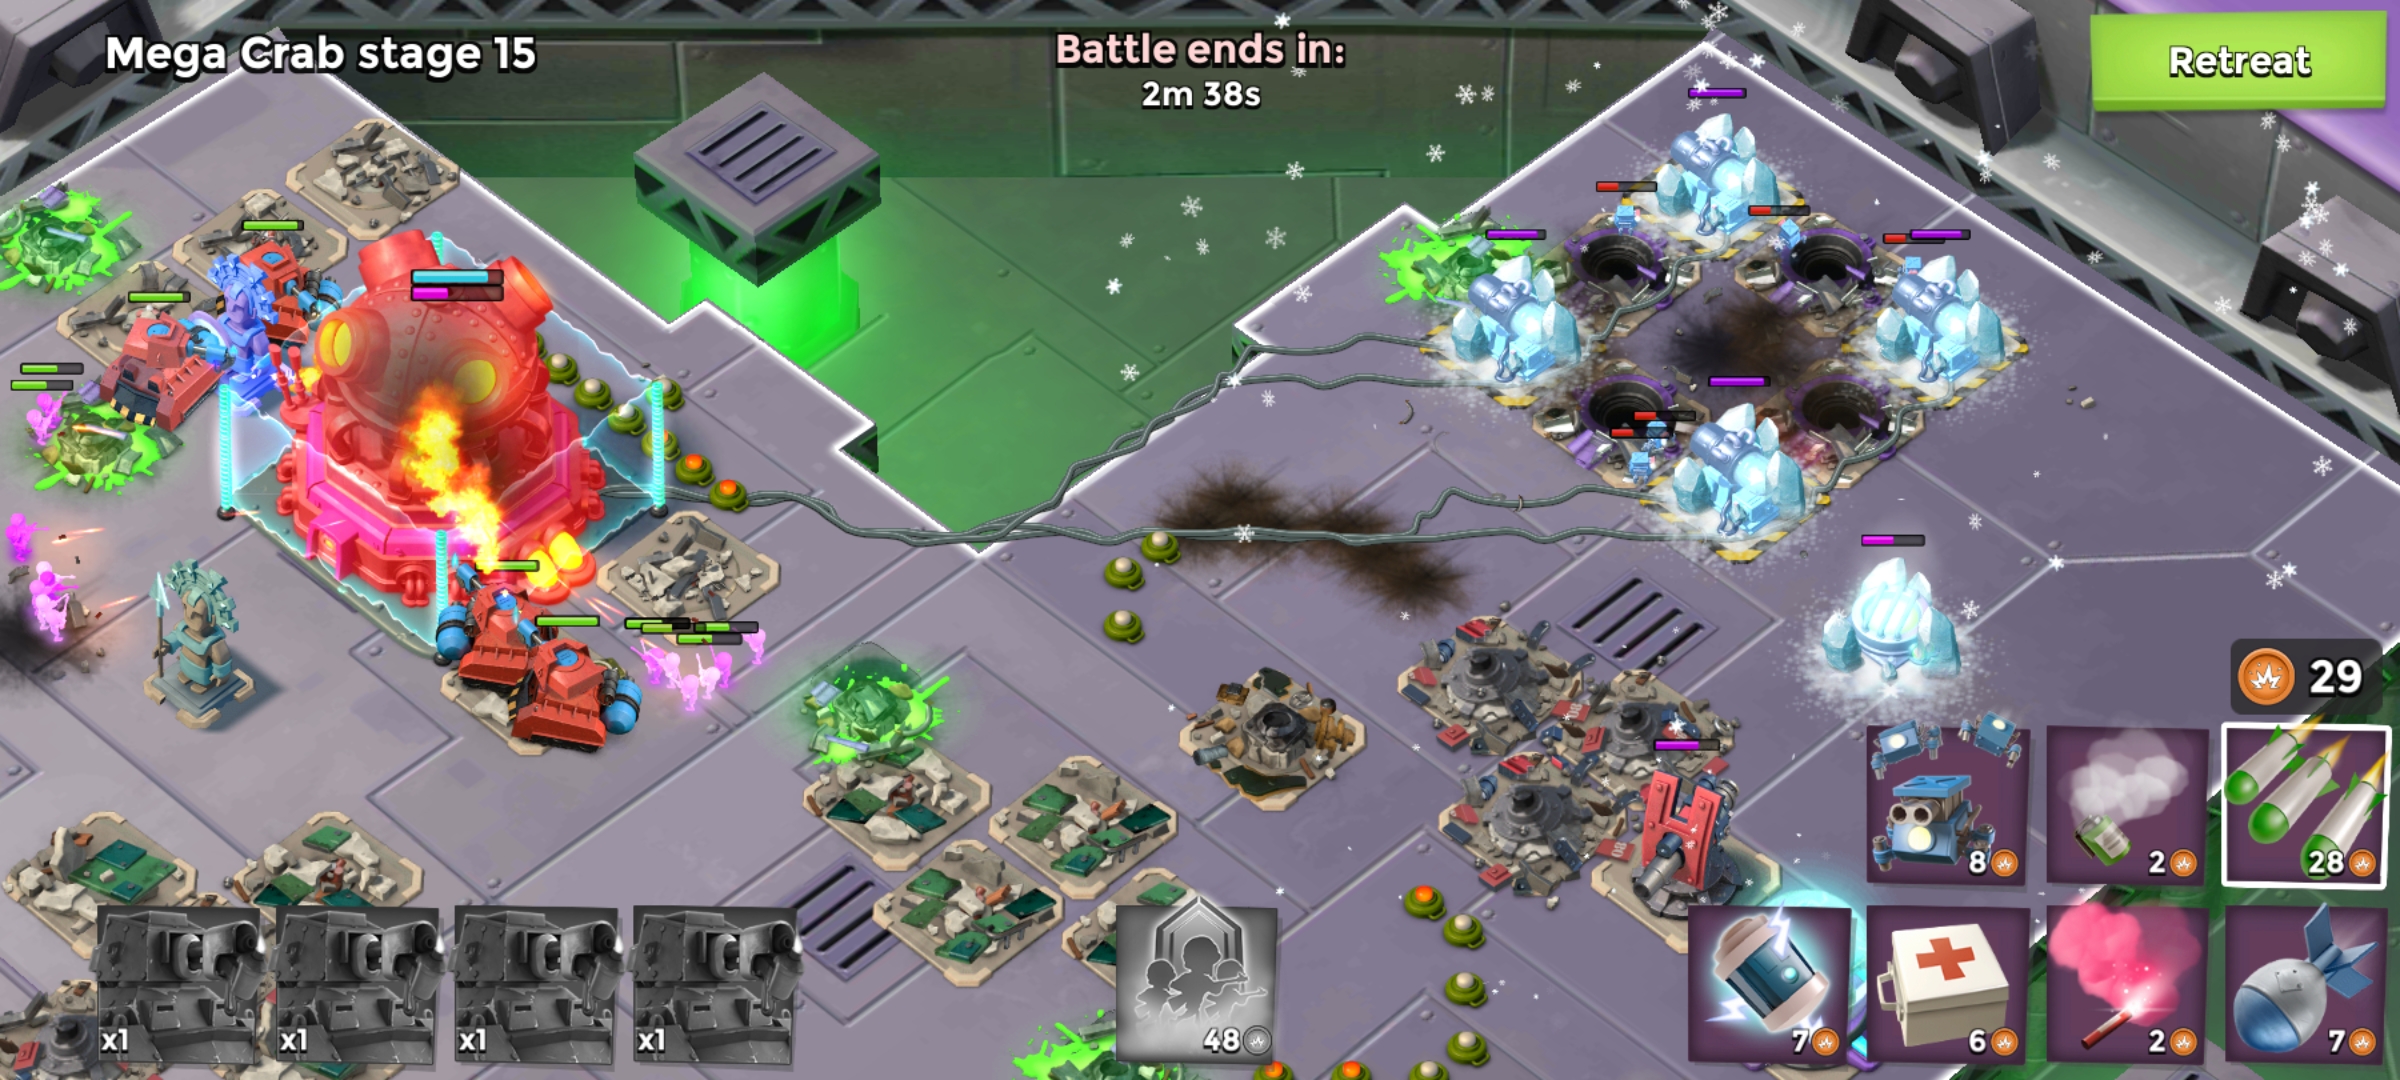 Mega Crab stage 15
Battle ends in:
2m 38s
Retreat
29
8
2
28
x1
x1
x1
x1
48
7
6
2
7